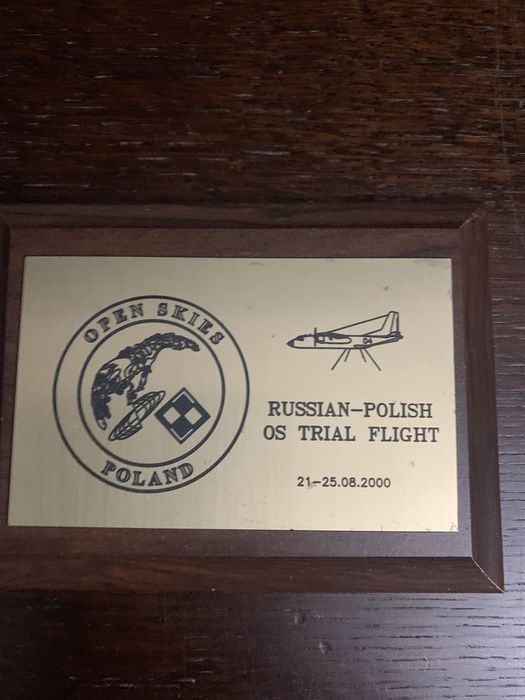 OPEN SKIES
POLAND
04
RUSSIAN-POLISH
OS TRIAL FLIGHT
21-25.08.2000